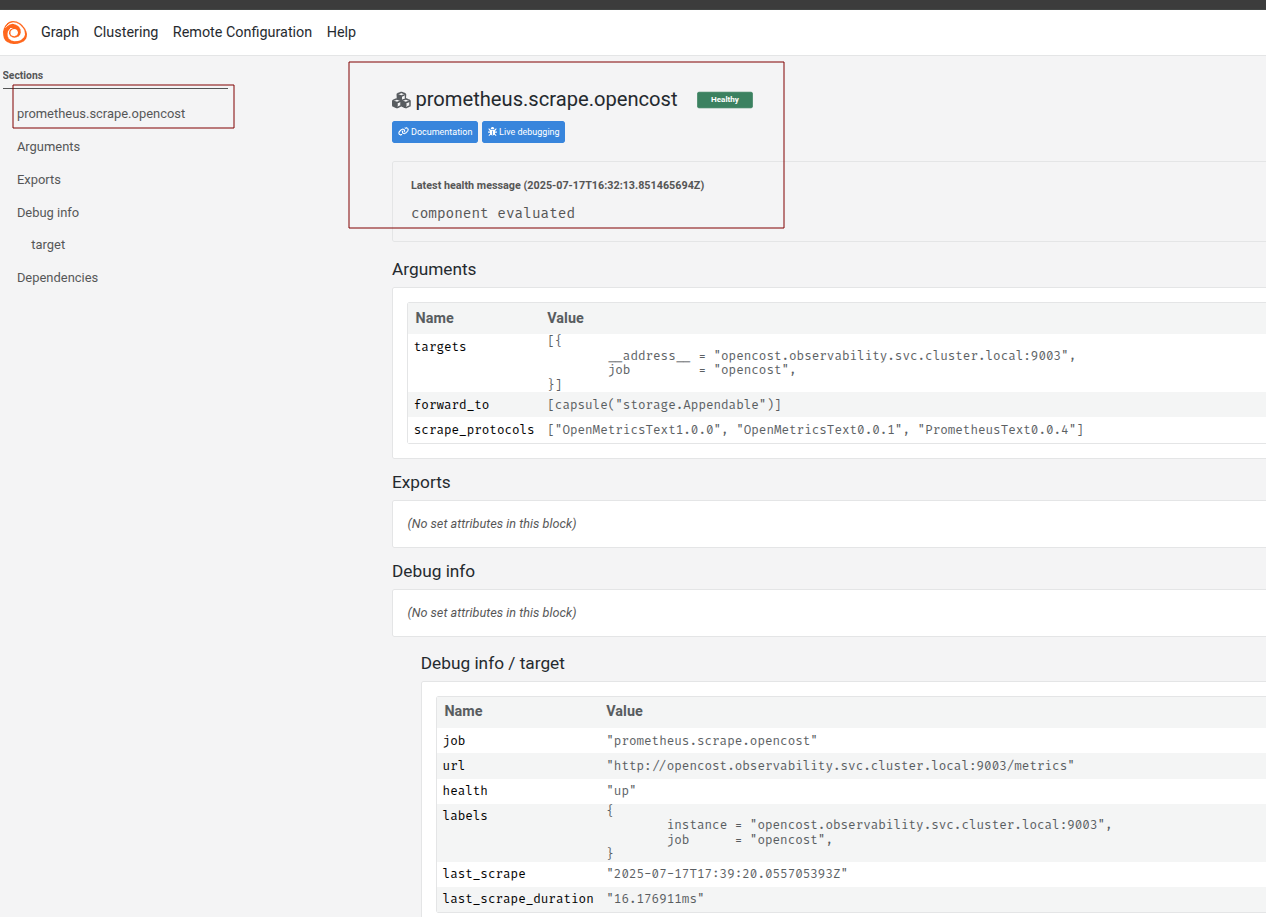 Graph Clustering Remote Configuration Help
Sections
prometheus.scrape.opencost
Arguments
Exports
Debug info
target
Dependencies
prometheus.scrape.opencost Healthy
Documentation Live debugging
Latest health message (2025-07-17T16:32:13.851465694Z)
component evaluated
Arguments
Name Value
targets [{
__address__ = "opencost.observability.svc.cluster.local:9003",
job = "opencost",
}]
forward_to [capsule("storage.Appendable")]
scrape_protocols ["OpenMetricsText1.0.0", "OpenMetricsText0.0.1", "PrometheusText0.0.4"]
Exports
(No set attributes in this block)
Debug info
(No set attributes in this block)
Debug info / target
Name Value
job "prometheus.scrape.opencost"
url "http://opencost.observability.svc.cluster.local:9003/metrics"
health "up"
labels {
instance = "opencost.observability.svc.cluster.local:9003",
job = "opencost",
}
last_scrape "2025-07-17T17:39:20.055705393Z"
last_scrape_duration "16.176911ms"